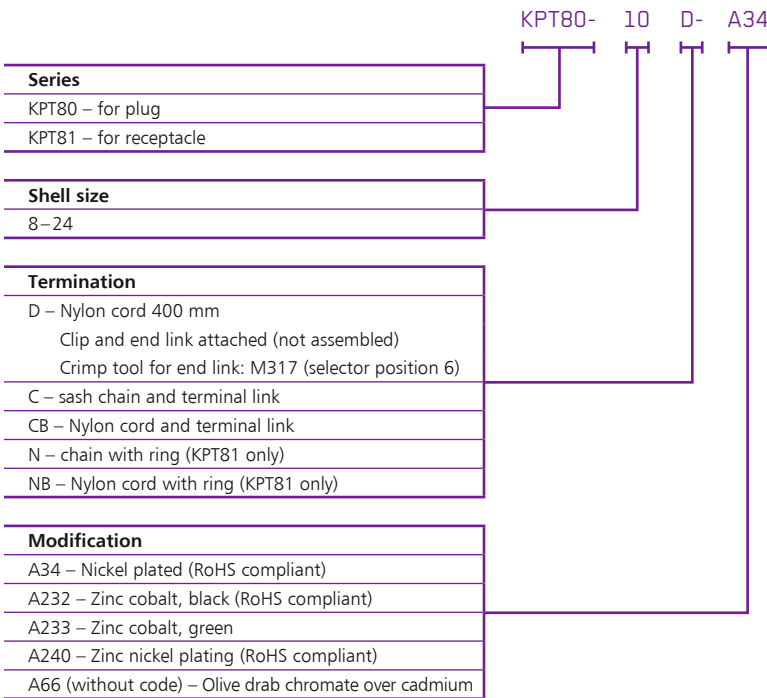 KPT80- 10 D- A34
Series
KPT80 – for plug
KPT81 – for receptacle
Shell size
8–24
Termination
D – Nylon cord 400 mm
Clip and end link attached (not assembled)
Crimp tool for end link: M317 (selector position 6)
C – sash chain and terminal link
CB – Nylon cord and terminal link
N – chain with ring (KPT81 only)
NB – Nylon cord with ring (KPT81 only)
Modification
A34 – Nickel plated (RoHS compliant)
A232 – Zinc cobalt, black (RoHS compliant)
A233 – Zinc cobalt, green
A240 – Zinc nickel plating (RoHS compliant)
A66 (without code) – Olive drab chromate over cadmium